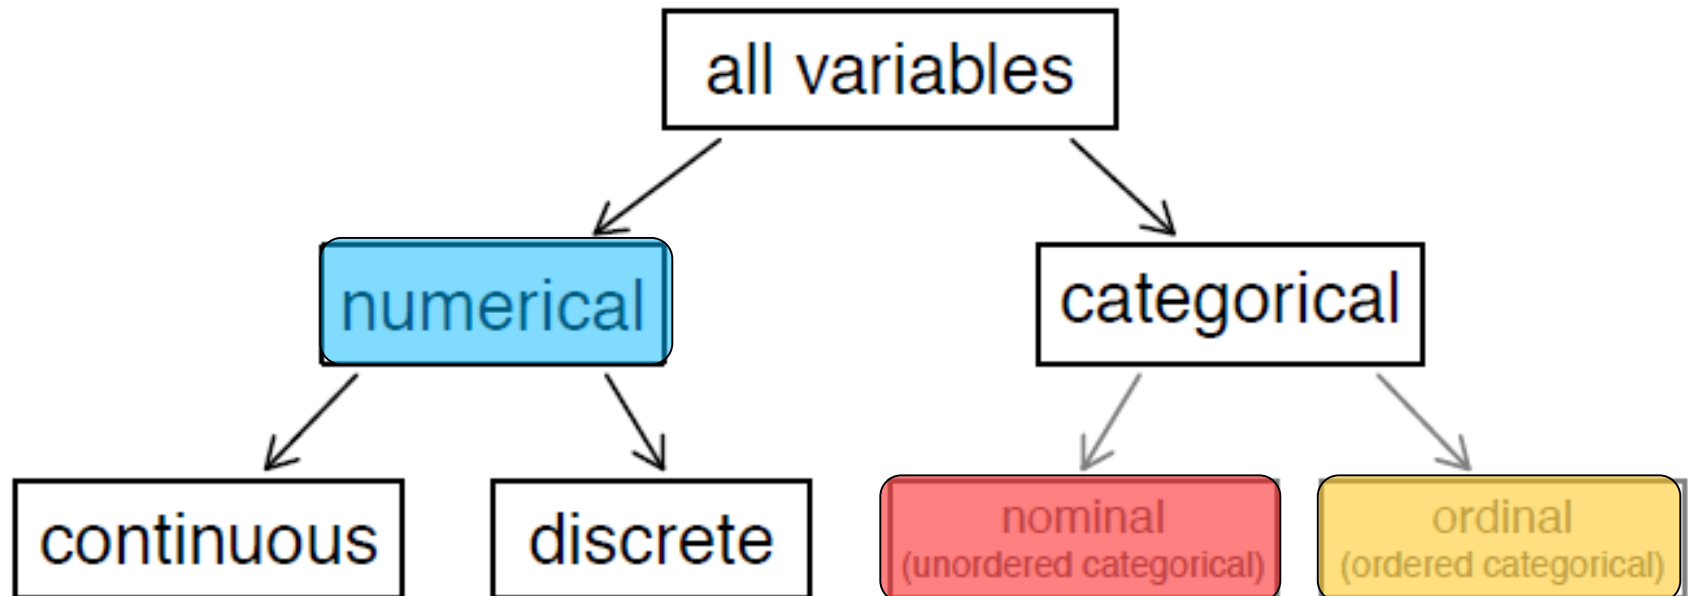 all variables
numerical
categorical
continuous
discrete
nominal
(unordered categorical)
ordinal
(ordered categorical)